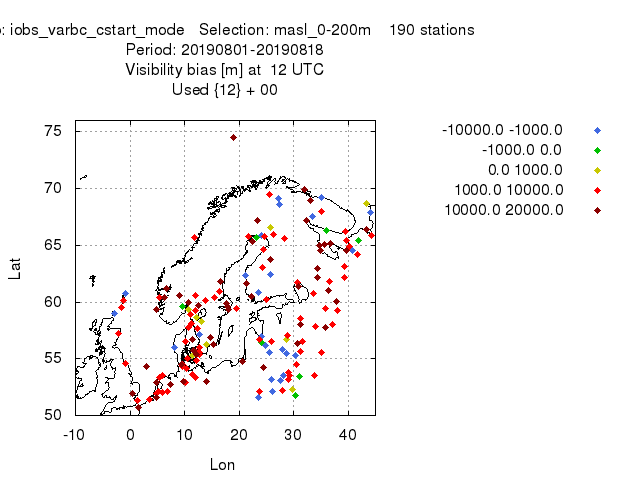 : iobs_varbc_cstart_mode Selection: masl_0-200m 190 stations
Period: 20190801-20190818
Visibility bias [m] at 12 UTC
Used {12} + 00
-10000.0 -1000.0
-1000.0 0.0
0.0 1000.0
1000.0 10000.0
10000.0 20000.0
75
70
65
60
55
50
Lat
-10 0 10 20 30 40
Lon